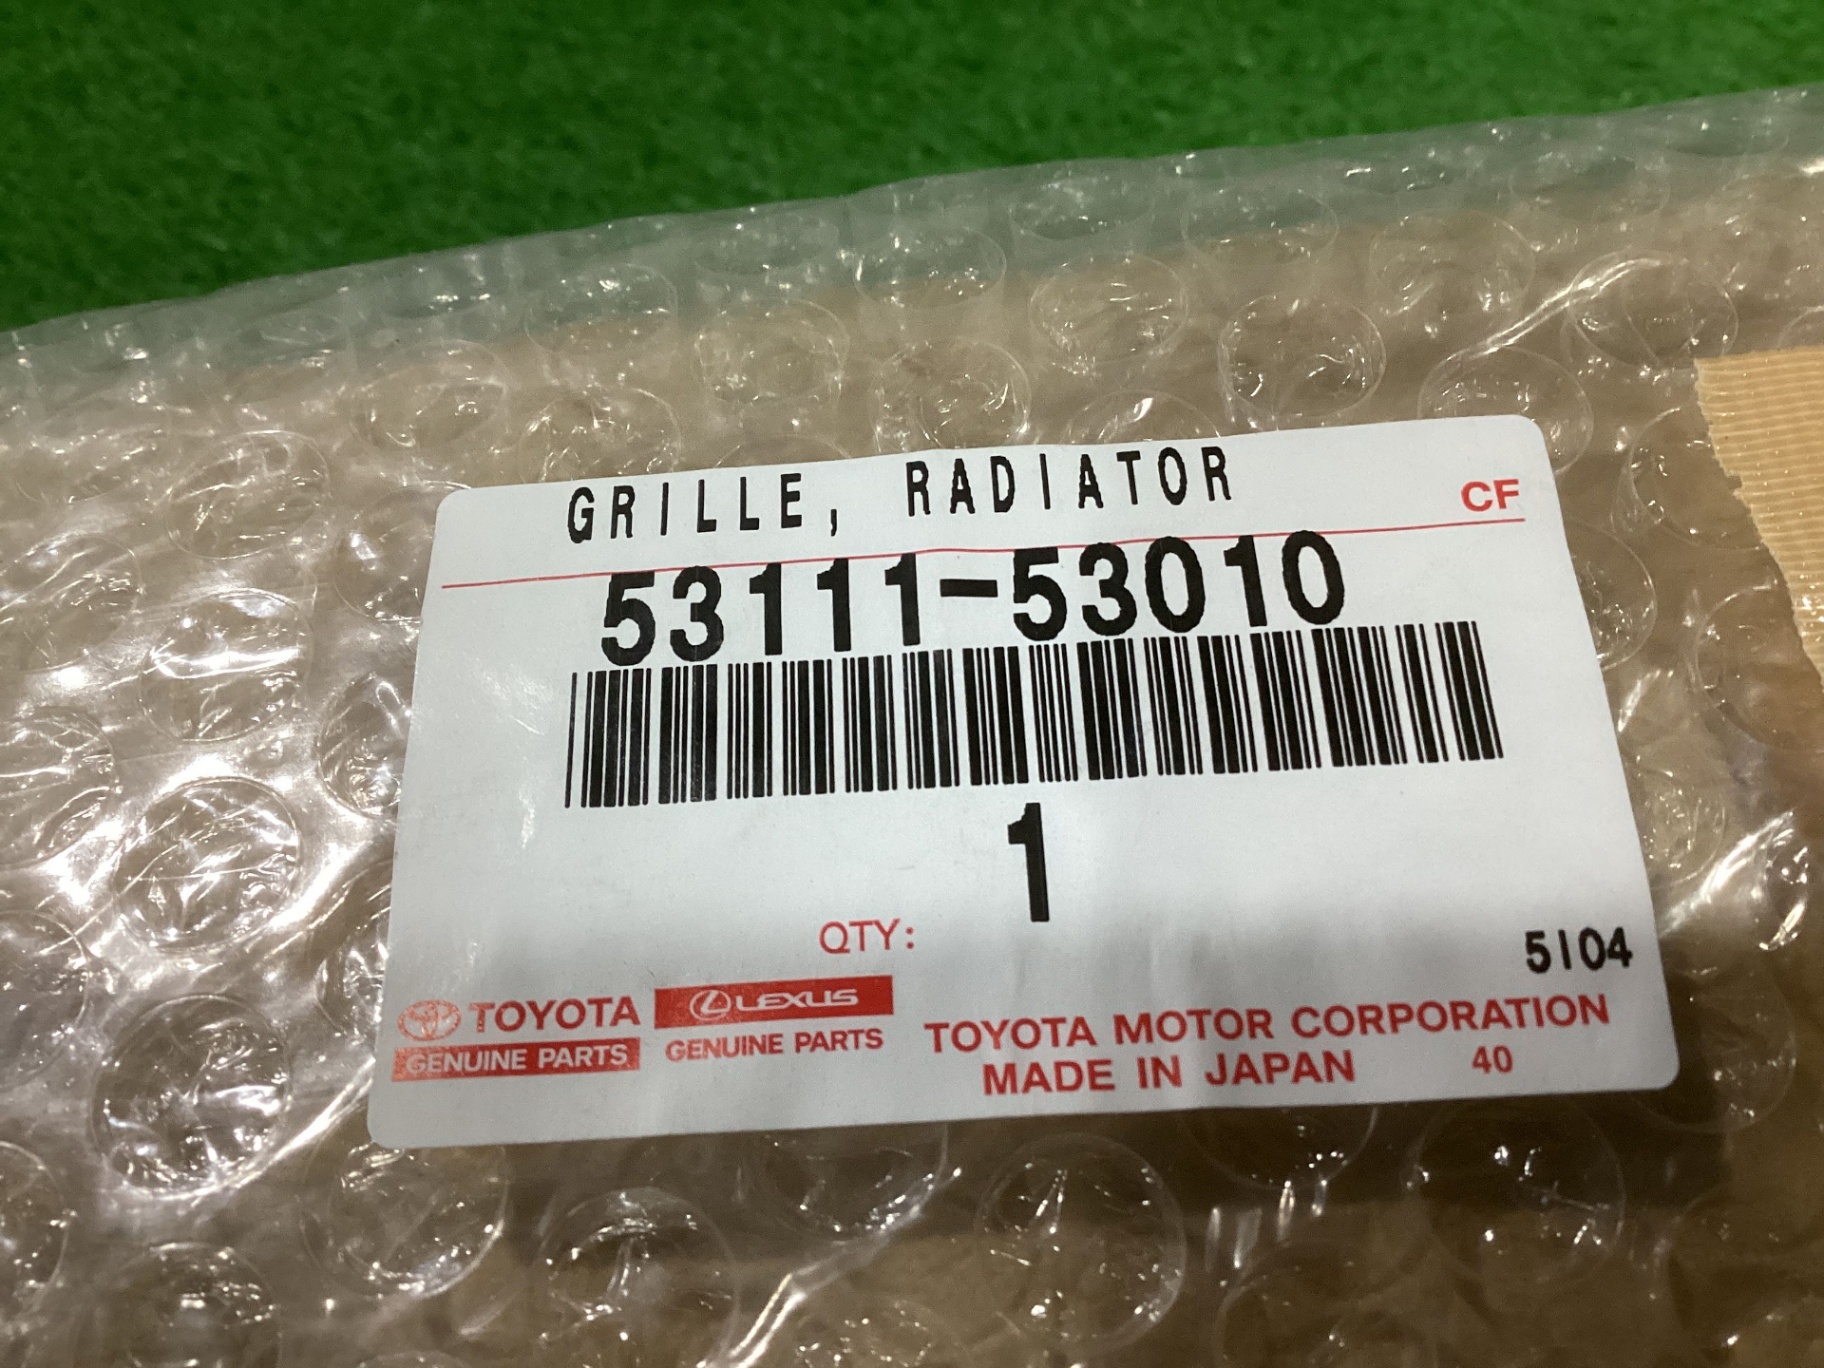 GRILLE, RADIATOR
CF
53111-53010
1
QTY:
5104
TOYOTA
GENUINE PARTS
LEXUS
GENUINE PARTS
TOYOTA MOTOR CORPORATION
MADE IN JAPAN 40